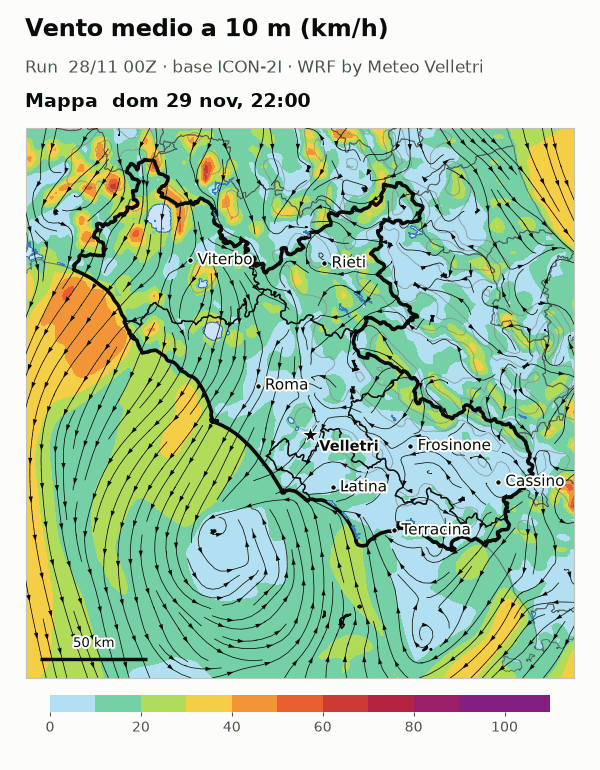 Vento medio a 10 m (km/h)
Run  28/11 00Z · base ICON-2I · WRF by Meteo Velletri
Mappa  dom 29 nov, 22:00
Viterbo
Rieti
Roma
Velletri
Frosinone
Latina
Cassino
Terracina
50 km
0 20 40 60 80 100